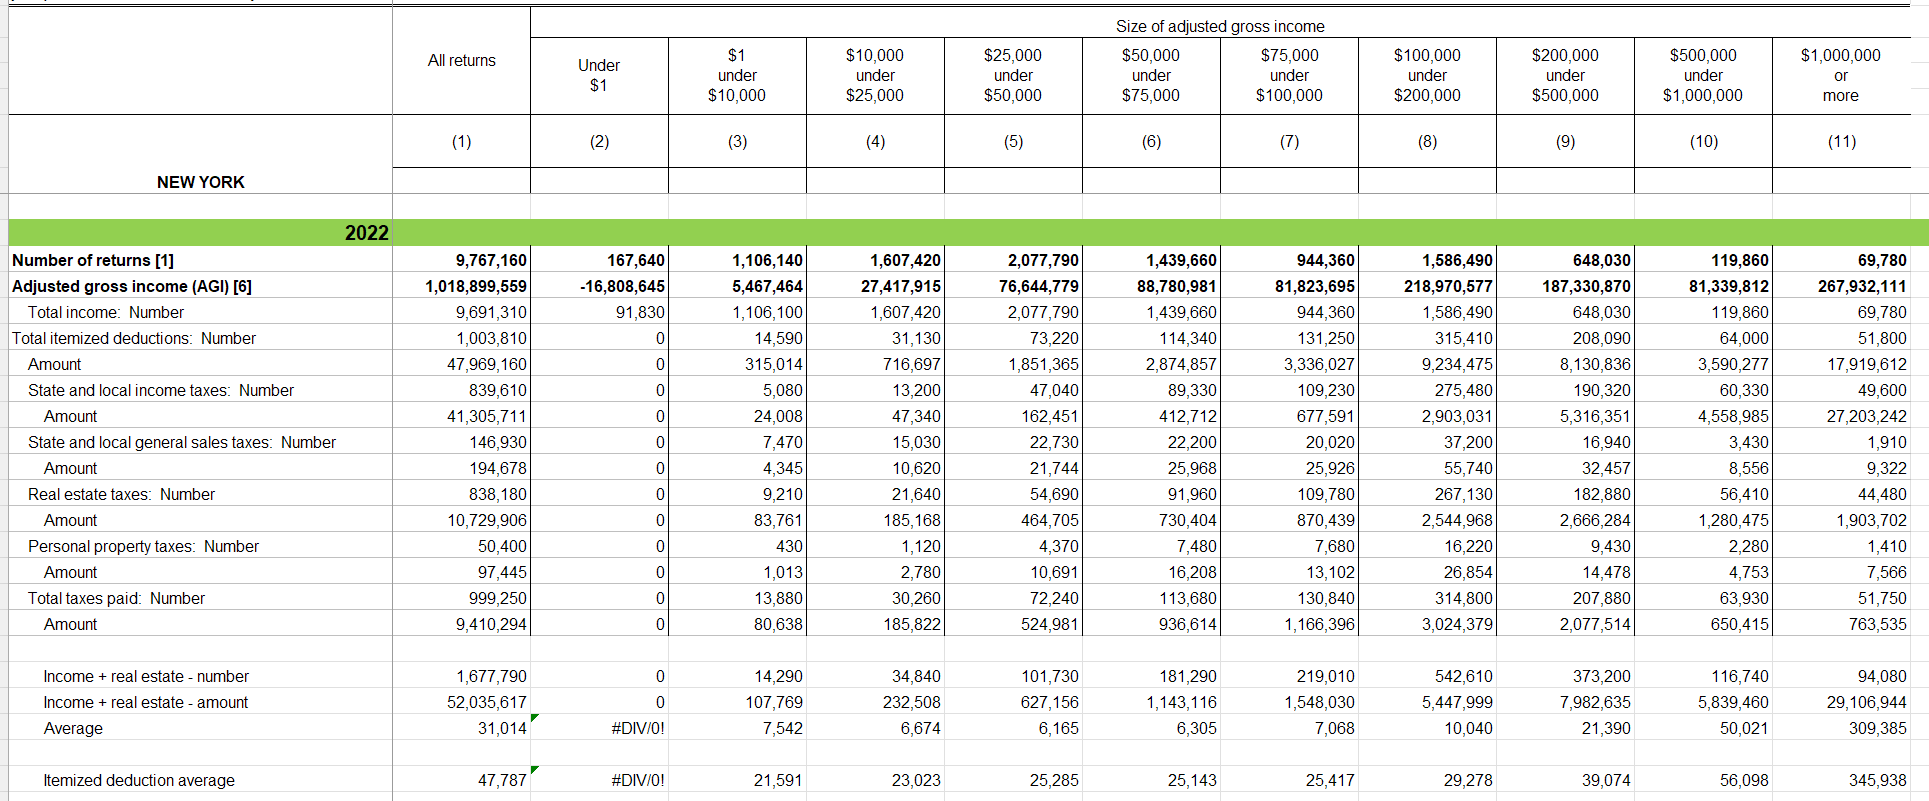 Size of adjusted gross income
All returns Under $1 $1 under $10,000 $10,000 under $25,000 $25,000 under $50,000 $50,000 under $75,000 $75,000 under $100,000 $100,000 under $200,000 $200,000 under $500,000 $500,000 under $1,000,000 $1,000,000 or more
(1) (2) (3) (4) (5) (6) (7) (8) (9) (10) (11)
NEW YORK
2022
Number of returns [1] 9,767,160 167,640 1,106,140 1,607,420 2,077,790 1,439,660 944,360 1,586,490 648,030 119,860 69,780
Adjusted gross income (AGI) [6] 1,018,899,559 -16,808,645 5,467,464 27,417,915 76,644,779 88,780,981 81,823,695 218,970,577 187,330,870 81,339,812 267,932,111
Total income: Number 9,691,310 91,830 1,106,100 1,607,420 2,077,790 1,439,660 944,360 1,586,490 648,030 119,860 69,780
Total itemized deductions: Number 1,003,810 0 14,590 31,130 73,220 114,340 131,250 315,410 208,090 64,000 51,800
Amount 47,969,160 0 315,014 716,697 1,851,365 2,874,857 3,336,027 9,234,475 8,130,836 3,590,277 17,919,612
State and local income taxes: Number 839,610 0 5,080 13,200 47,040 89,330 109,230 275,480 190,320 60,330 49,600
Amount 41,305,711 0 24,008 47,340 162,451 412,712 677,591 2,903,031 5,316,351 4,558,985 27,203,242
State and local general sales taxes: Number 146,930 0 7,470 15,030 22,730 22,200 20,020 37,200 16,940 3,430 1,910
Amount 194,678 0 4,345 10,620 21,744 25,968 25,926 55,740 32,457 8,556 9,322
Real estate taxes: Number 838,180 0 9,210 21,640 54,690 91,960 109,780 267,130 182,880 56,410 44,480
Amount 10,729,906 0 83,761 185,168 464,705 730,404 870,439 2,544,968 2,666,284 1,280,475 1,903,702
Personal property taxes: Number 50,400 0 430 1,120 4,370 7,480 7,680 16,220 9,430 2,280 1,410
Amount 97,445 0 1,013 2,780 10,691 16,208 13,102 26,854 14,478 4,753 7,566
Total taxes paid: Number 999,250 0 13,880 30,260 72,240 113,680 130,840 314,800 207,880 63,930 51,750
Amount 9,410,294 0 80,638 185,822 524,981 936,614 1,166,396 3,024,379 2,077,514 650,415 763,535
Income + real estate - number 1,677,790 0 14,290 34,840 101,730 181,290 219,010 542,610 373,200 116,740 94,080
Income + real estate - amount 52,035,617 0 107,769 232,508 627,156 1,143,116 1,548,030 5,447,999 7,982,635 5,839,460 29,106,944
Average 31,014 #DIV/0! 7,542 6,674 6,165 6,305 7,068 10,040 21,390 50,021 309,385
Itemized deduction average 47,787 #DIV/0! 21,591 23,023 25,285 25,143 25,417 29,278 39,074 56,098 345,938